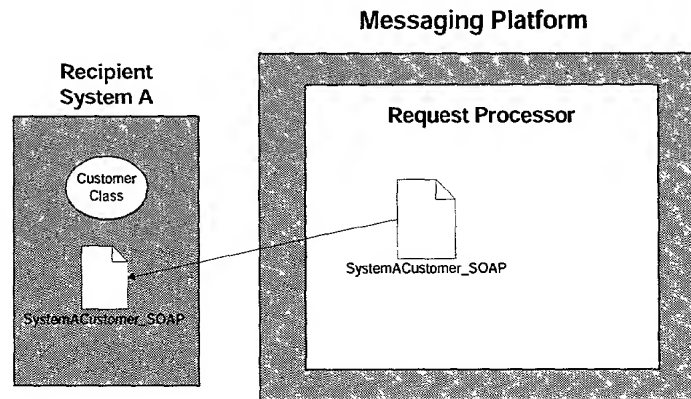 Messaging Platform
Recipient
System A
Request Processor
Customer
Class
SystemACustomer_SOAP
SystemACustomer_SOAP